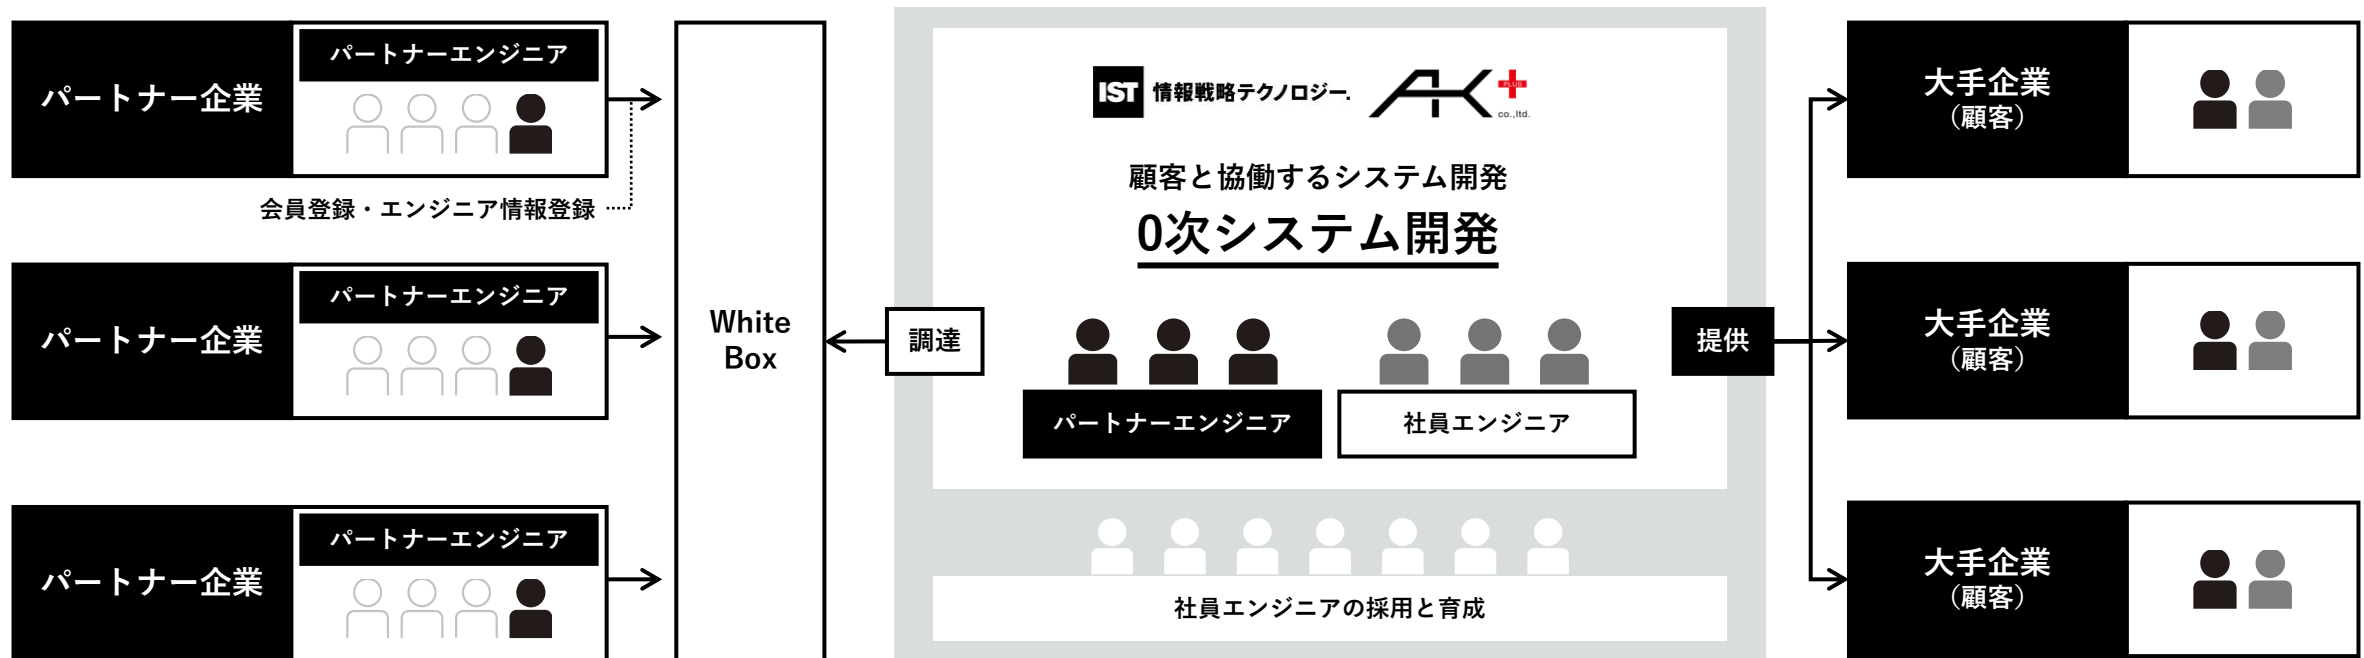 パートナー企業
パートナーエンジニア
会員登録・エンジニア情報登録
パートナー企業
パートナーエンジニア
パートナー企業
パートナーエンジニア
White
Box
調達
IST 情報戦略テクノロジー.
AK PLUS
co.,ltd.
顧客と協働するシステム開発
0次システム開発
パートナーエンジニア
社員エンジニア
社員エンジニアの採用と育成
提供
大手企業
（顧客）
大手企業
（顧客）
大手企業
（顧客）